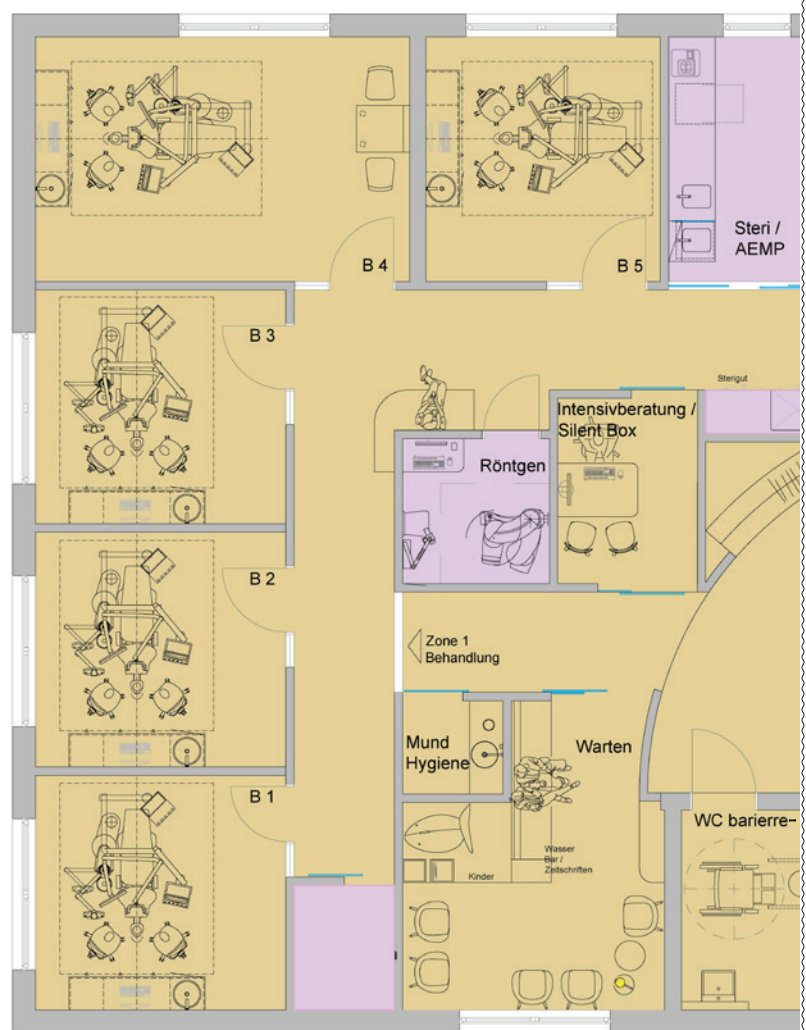 Steri /
AEMP
B 4
B 5
B 3
Sterigut
Intensivberatung /
Silent Box
Röntgen
B 2
Zone 1
Behandlung
Mund
Hygiene
Warten
B 1
WC barierre-
Wasser
Bar /
Zeitschriften
Kinder